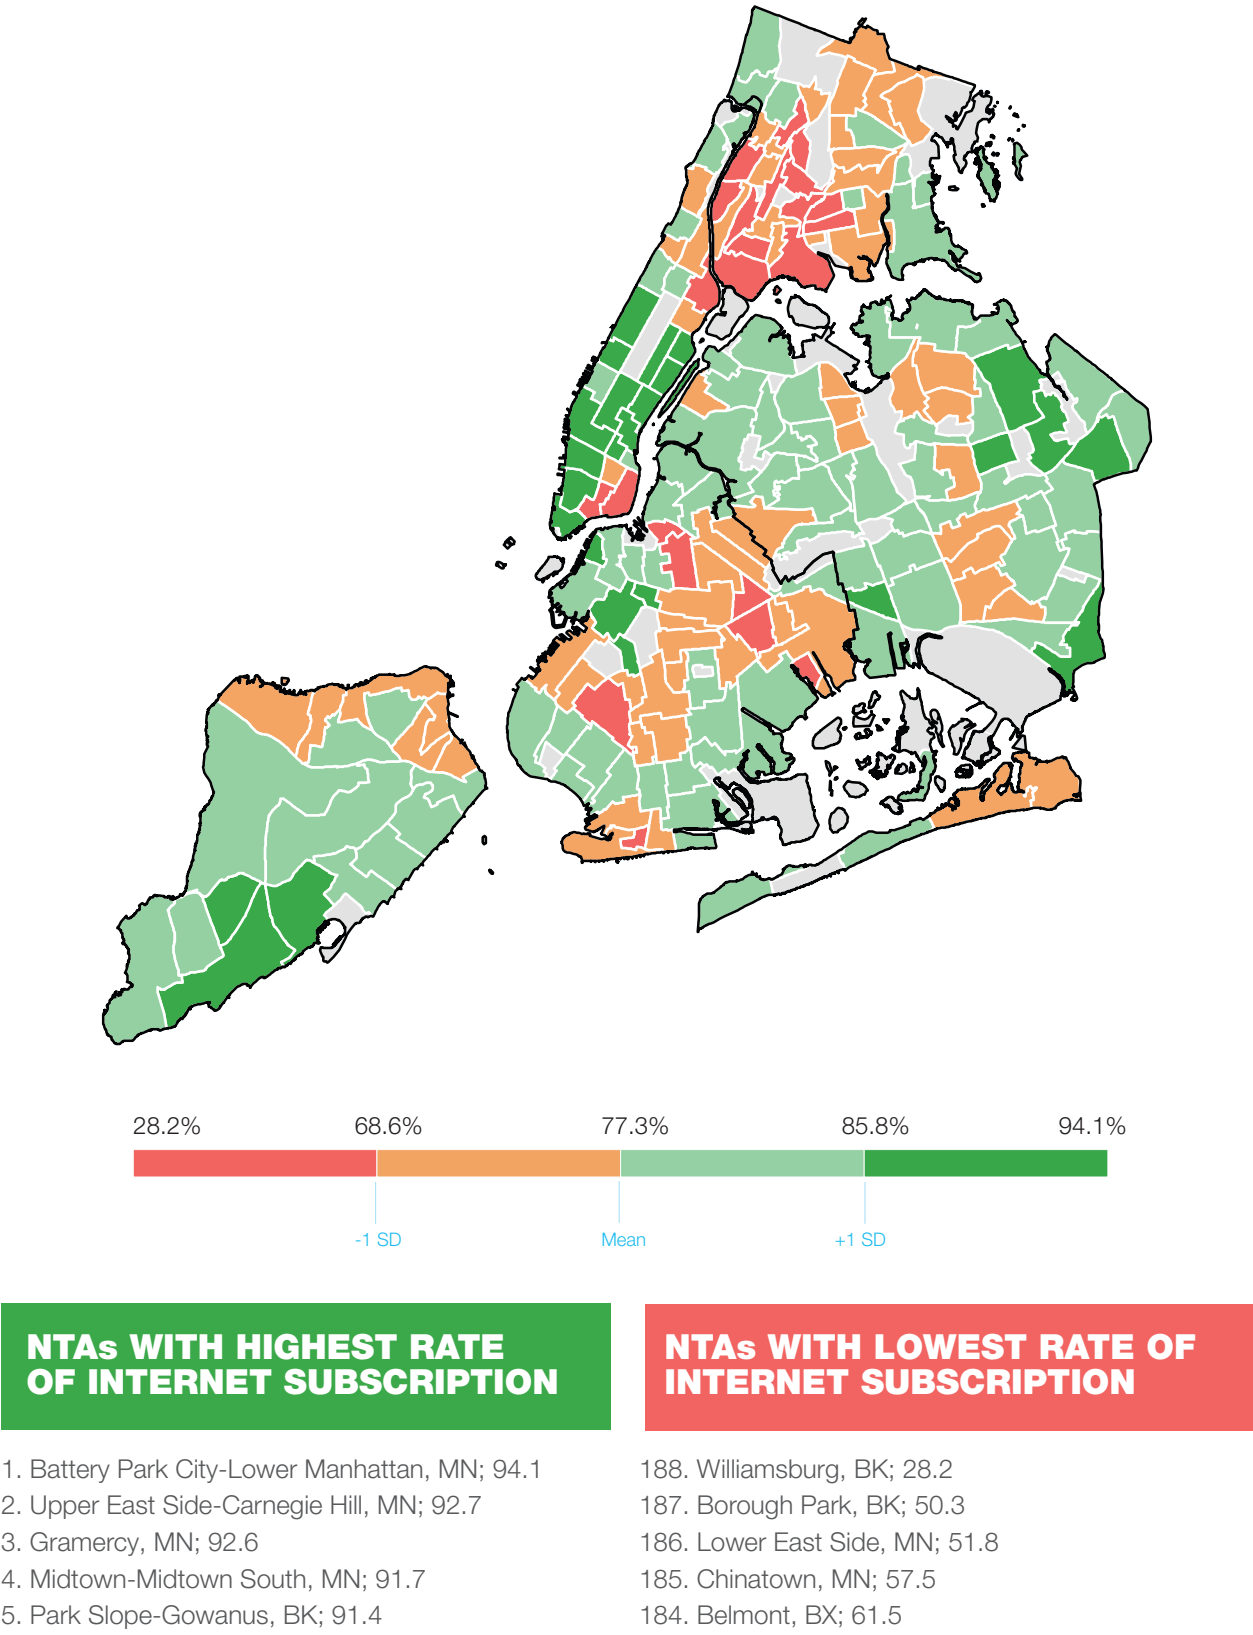 28.2% 68.6% 77.3% 85.8% 94.1%
-1 SD Mean +1 SD
NTAs WITH HIGHEST RATE
OF INTERNET SUBSCRIPTION
1. Battery Park City-Lower Manhattan, MN; 94.1
2. Upper East Side-Carnegie Hill, MN; 92.7
3. Gramercy, MN; 92.6
4. Midtown-Midtown South, MN; 91.7
5. Park Slope-Gowanus, BK; 91.4
NTAs WITH LOWEST RATE OF
INTERNET SUBSCRIPTION
188. Williamsburg, BK; 28.2
187. Borough Park, BK; 50.3
186. Lower East Side, MN; 51.8
185. Chinatown, MN; 57.5
184. Belmont, BX; 61.5